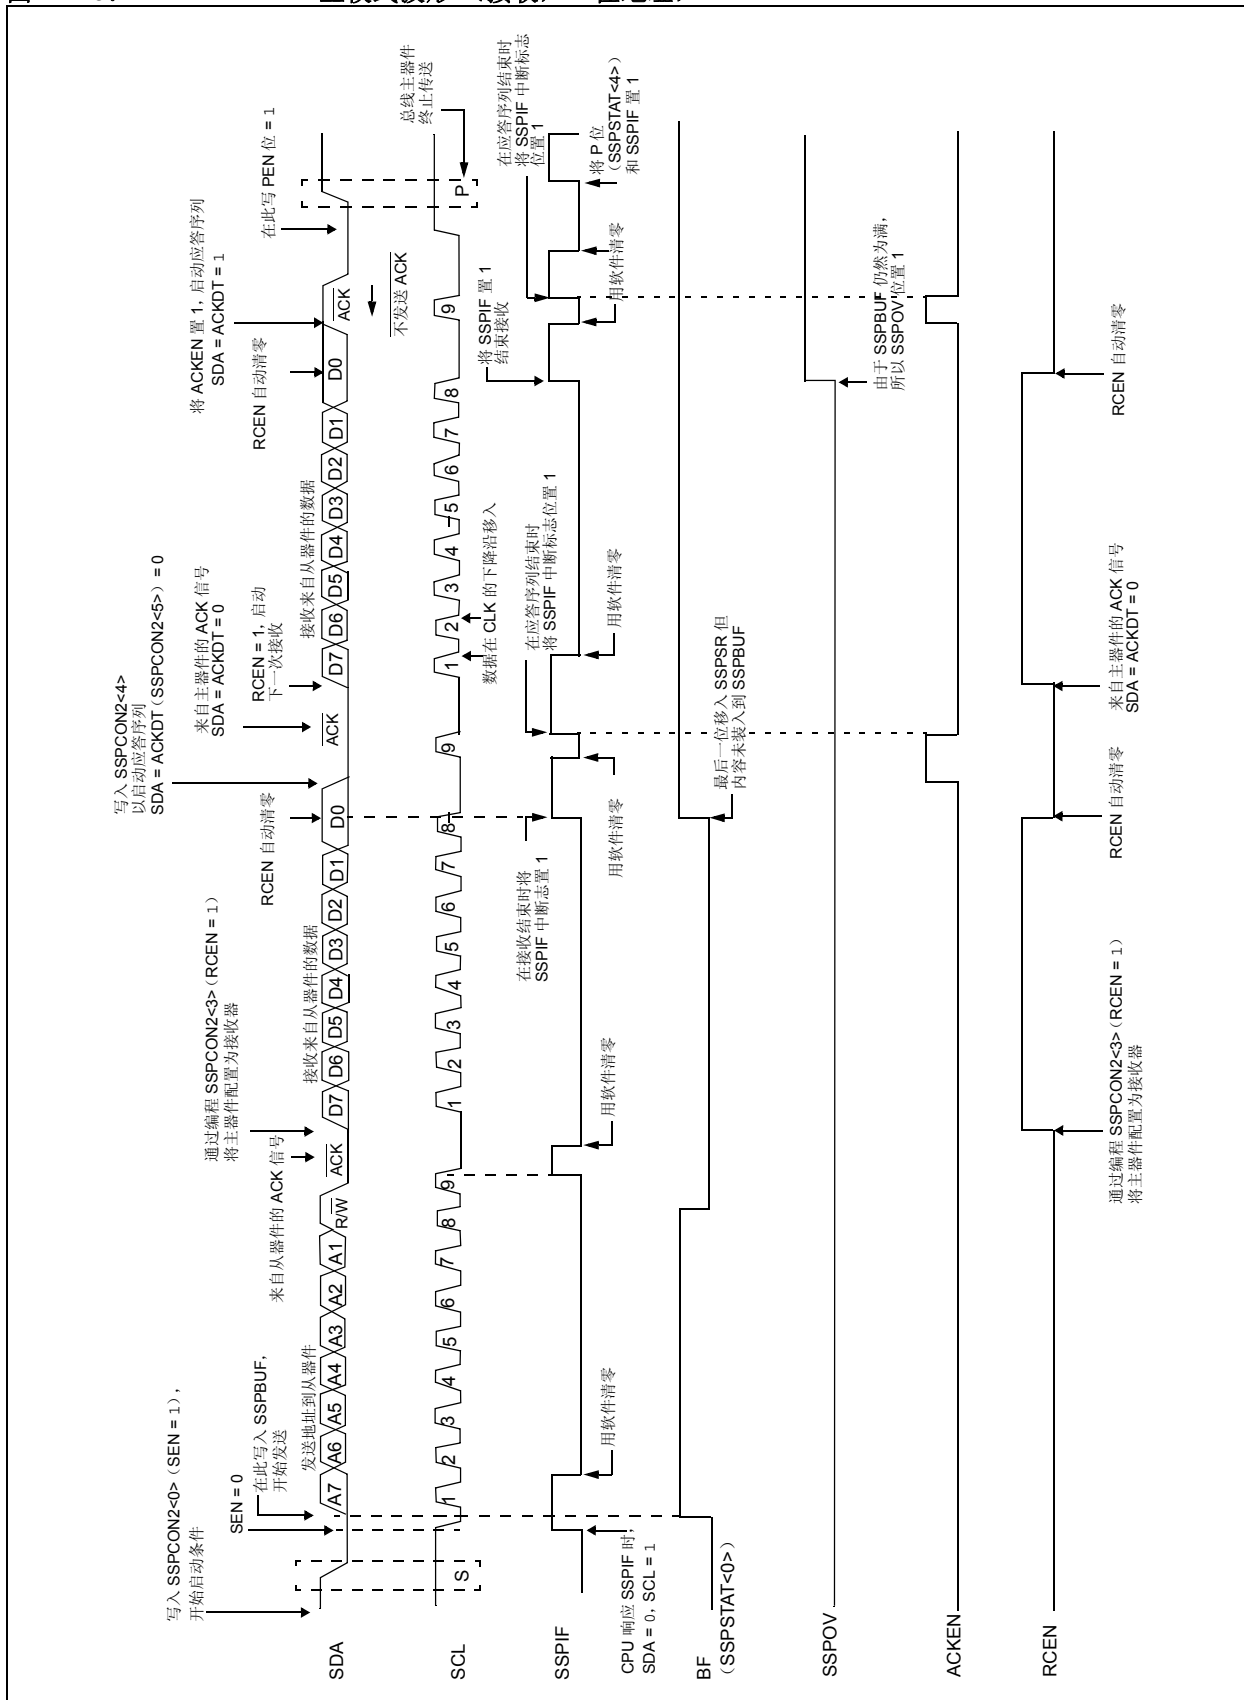 写入 SSPCON2<0>（SEN = 1），
开始启动条件
SEN = 0
在此写入 SSPBUF，
开始发送
发送地址到从器件
来自从器件的 ACK 信号
通过编程 SSPCON2<3>（RCEN = 1）
将主器件配置为接收器
接收来自从器件的数据
RCEN 自动清零
写入 SSPCON2<4>
以启动应答序列
SDA = ACKDT（SSPCON2<5>）= 0
来自主器件的 ACK 信号
SDA = ACKDT = 0
RCEN = 1，启动
下一次接收
接收来自从器件的数据
RCEN 自动清零
将 ACKEN 置 1，启动应答序列
SDA = ACKDT = 1
在此写 PEN 位 = 1
SDA
A7 A6 A5 A4 A3 A2 A1 R/W ACK D7 D6 D5 D4 D3 D2 D1 D0 ACK D7 D6 D5 D4 D3 D2 D1 D0 ACK
不发送 ACK
总线主器件
终止传送
SCL
S 1 2 3 4 5 6 7 8 9 1 2 3 4 5 6 7 8 9 1 2 3 4 5 6 7 8 9 P
数据在 CLK 的下降沿移入
在接收结束时将
SSPIF 中断志置 1
在应答序列结束时
将 SSPIF 中断标志位置 1
将 SSPIF 置 1
结束接收
在应答序列结束时
将 SSPIF 中断标志
位置 1
SSPIF
用软件清零
用软件清零
用软件清零
用软件清零
用软件清零
将 P 位
（SSPSTAT<4>）
和 SSPIF 置 1
CPU 响应 SSPIF 时，
SDA = 0，SCL = 1
BF
（SSPSTAT<0>）
最后一位移入 SSPSR 但
内容未装入到 SSPBUF
SSPOV
由于 SSPBUF 仍然为满，
所以 SSPOV 位置 1
ACKEN
RCEN
通过编程 SSPCON2<3>（RCEN = 1）
将主器件配置为接收器
RCEN 自动清零
来自主器件的 ACK 信号
SDA = ACKDT = 0
RCEN 自动清零